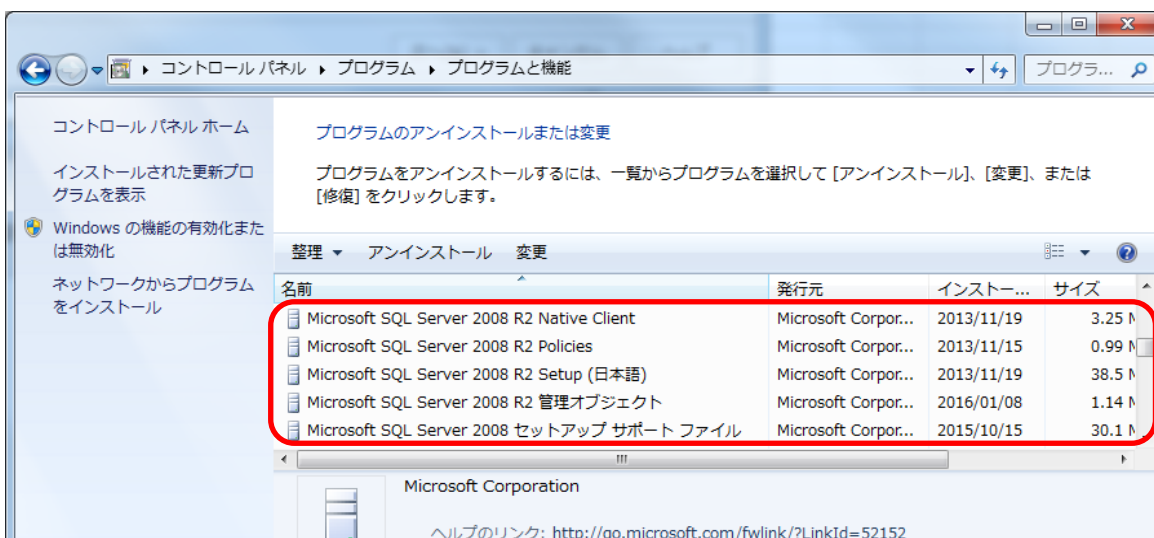 コントロール パネル ▸ プログラム ▸ プログラムと機能
プログラ...
コントロール パネル ホーム
インストールされた更新プロ
グラムを表示
Windows の機能の有効化また
は無効化
ネットワークからプログラム
をインストール
プログラムのアンインストールまたは変更
プログラムをアンインストールするには、一覧からプログラムを選択して [アンインストール]、[変更]、または
[修復] をクリックします。
整理 ▼ アンインストール 変更
名前 発行元 インストー... サイズ
Microsoft SQL Server 2008 R2 Native Client Microsoft Corpor... 2013/11/19 3.25
Microsoft SQL Server 2008 R2 Policies Microsoft Corpor... 2013/11/15 0.99
Microsoft SQL Server 2008 R2 Setup (日本語) Microsoft Corpor... 2013/11/19 38.5
Microsoft SQL Server 2008 R2 管理オブジェクト Microsoft Corpor... 2016/01/08 1.14
Microsoft SQL Server 2008 セットアップ サポート ファイル Microsoft Corpor... 2015/10/15 30.1
Microsoft Corporation
ヘルプのリンク: http://go.microsoft.com/fwlink/?LinkId=52152